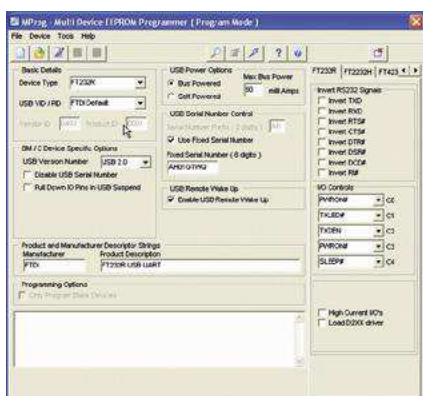 MProg - Multi Device EEPROM Programmer ( Program Mode )
File Device Tools Help
Basic Details
Device Type FT232R
USB VID / PID FTDI Default
Vendor ID 0403 Product ID
BM / C Device Specific Options
USB Version Number USB 2.0
Disable USB Serial Number
Pull Down IO Pins in USB Suspend
Product and Manufacturer Descriptor Strings
Manufacturer Product Description
FTDI FT232R USB UART
Programming Options
Only Program Blank Devices
USB Power Options
Bus Powered
Self Powered
Max Bus Power
90 milli Amps
USB Serial Number Control
Serial Number Prefix ( 2 digits )
Use Fixed Serial Number
Fixed Serial Number ( 8 digits )
USB Remote Wake Up
Enable USB Remote Wake Up
FT232R FT2232H FT423
Invert RS232 Signals
Invert TXD
Invert RXD
Invert RTS#
Invert CTS#
Invert DTR#
Invert DSR#
Invert DCD#
Invert RI#
I/O Controls
PWRON# C0
TXLED# C1
TXDEN C2
PWRON# C3
SLEEP# C4
High Current I/O's
Load D2XX driver